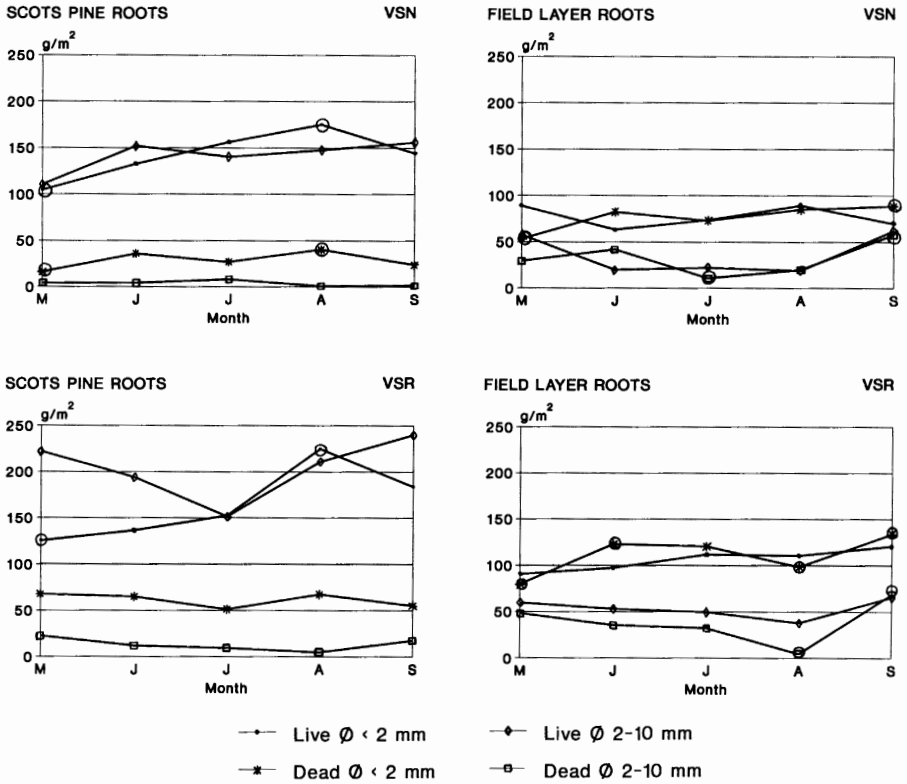 SCOTS PINE ROOTS VSN
g/m²
250
200
150
100
50
0
M J J A S
Month
FIELD LAYER ROOTS VSN
g/m²
250
200
150
100
50
0
M J J A S
Month
SCOTS PINE ROOTS VSR
g/m²
250
200
150
100
50
0
M J J A S
Month
FIELD LAYER ROOTS VSR
g/m²
250
200
150
100
50
0
M J J A S
Month
Live Ø < 2 mm
Live Ø 2-10 mm
Dead Ø < 2 mm
Dead Ø 2-10 mm